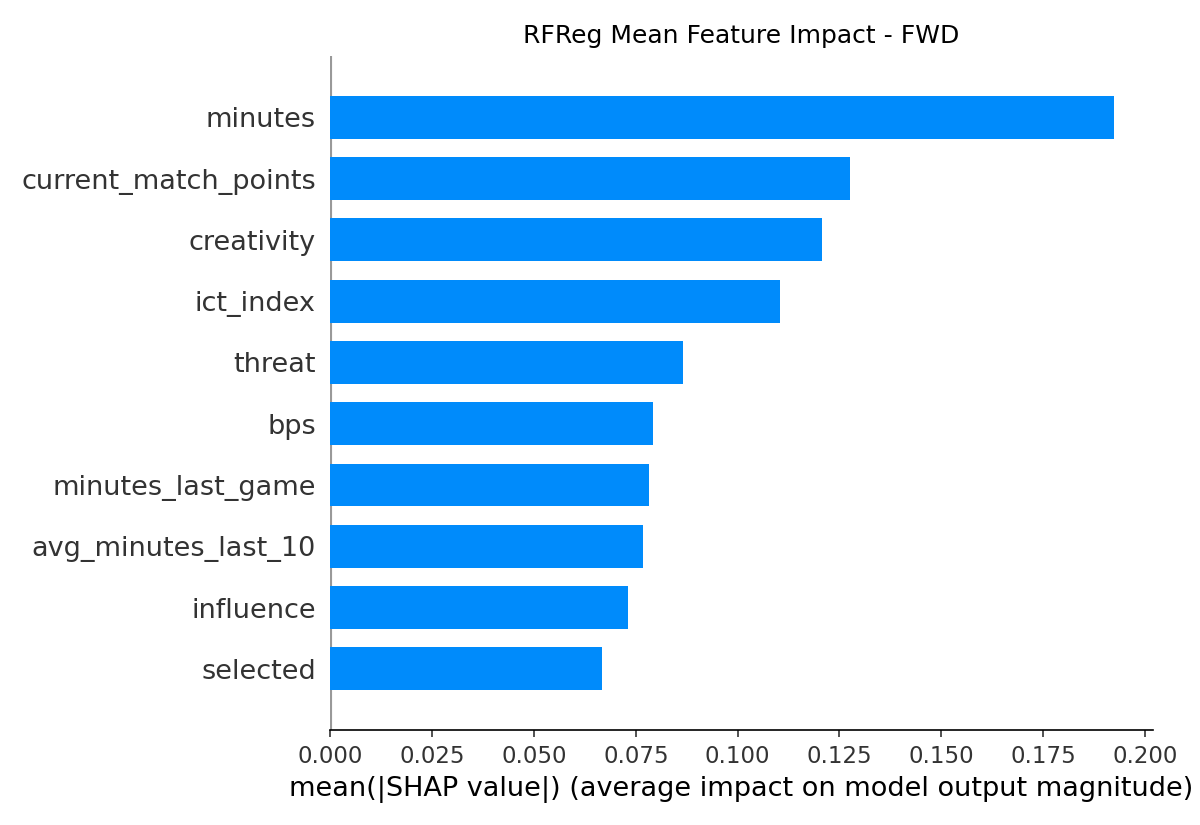 RFReg Mean Feature Impact - FWD
minutes
current_match_points
creativity
ict_index
threat
bps
minutes_last_game
avg_minutes_last_10
influence
selected
0.000 0.025 0.050 0.075 0.100 0.125 0.150 0.175 0.200
mean(|SHAP value|) (average impact on model output magnitude)